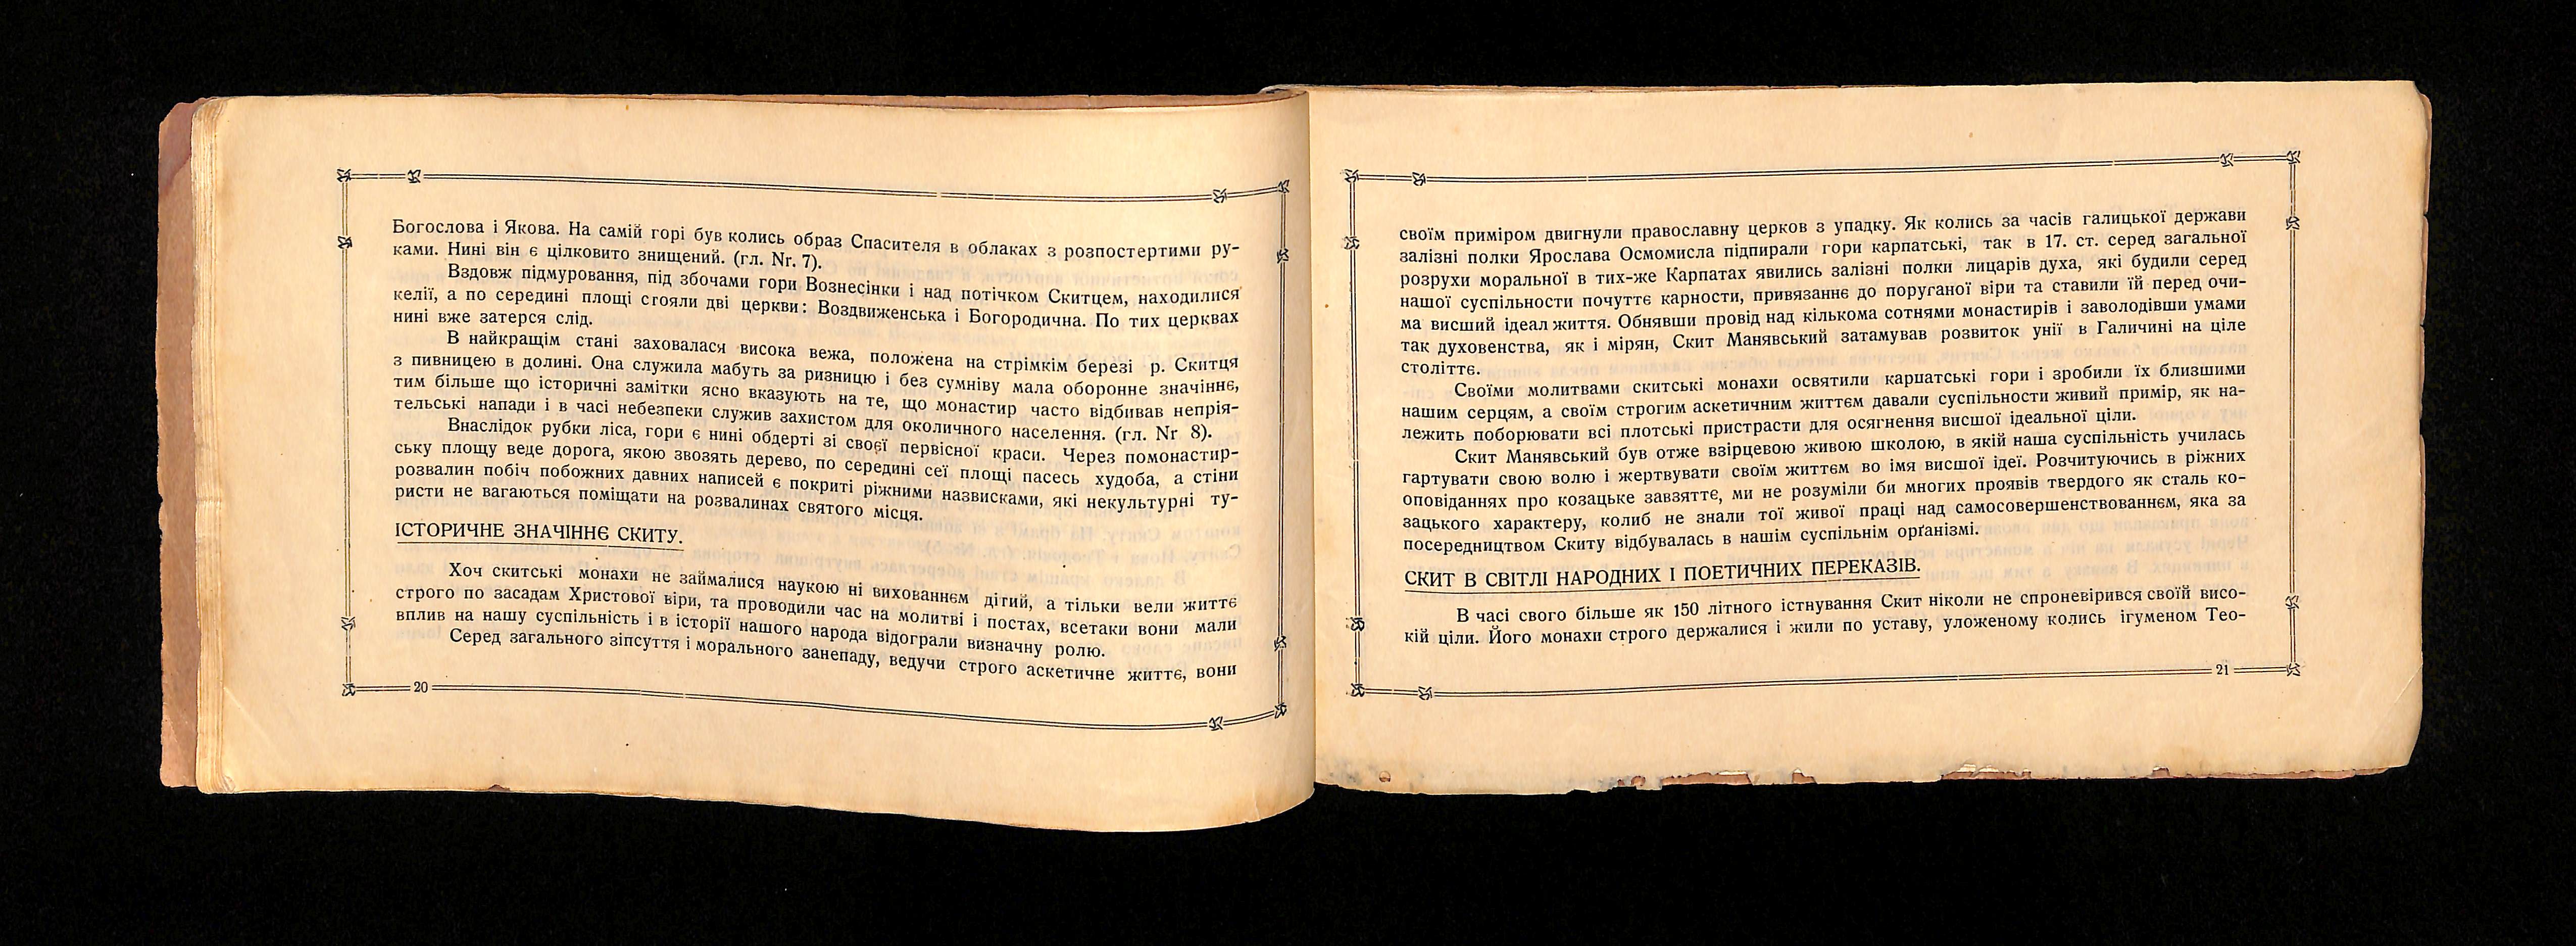 Богослова і Якова. На самій горі був колись образ Спасителя в облаках з розпостертими ру-
ками. Нині він є цілковито знищений. (гл. Nr. 7).
Вздовж підмуровання, під збочами гори Вознесінки і над потічком Скитцем, находилися
келії, а по середині площі стояли дві церкви: Воздвиженська і Богородична. По тих церквах
нині вже затерся слід.
В найкращім стані заховалася висока вежа, положена на стрімкім березі р. Скитця
з пивницею в долині. Она служила мабуть за ризницю і без сумніву мала оборонне значіннє,
тим більше що історичні замітки ясно вказують на те, що монастир часто відбивав непрія-
тельські напади і в часі небезпеки служив захистом для околичного населення. (гл. Nr 8).
Внаслідок рубки ліса, гори є нині обдерті зі своєї первісної краси. Через помонастир-
ську площу веде дорога, якою звозять дерево, по середині сеї площі пасесь худоба, а стіни
розвалин побіч побожних давних написей є покриті ріжними назвисками, які некультурні ту-
ристи не вагаються поміщати на розвалинах святого місця.
ІСТОРИЧНЕ ЗНАЧІННЄ СКИТУ.
Хоч скитські монахи не займалися наукою ні вихованнєм дітий, а тільки вели життє
строго по засадам Христової віри, та проводили час на молитві і постах, всетаки вони мали
вплив на нашу суспільність і в історії нашого народа відограли визначну ролю.
Серед загального зіпсуття і морального занепаду, ведучи строго аскетичне життє, вони
20
своїм приміром двигнули православну церков з упадку. Як колись за часів галицької держави
залізні полки Ярослава Осмомисла підпирали гори карпатські, так в 17. ст. серед загальної
розрухи моральної в тих-же Карпатах явились залізні полки лицарів духа, які будили серед
нашої суспільности почуттє карности, привязаннє до поруганої віри та ставили їй перед очи-
ма висший ідеал життя. Обнявши провід над кількома сотнями монастирів і заволодівши умами
так духовенства, як і мірян, Скит Манявський затамував розвиток унії в Галичині на ціле
століттє.
Своїми молитвами скитські монахи освятили карпатські гори і зробили їх близшими
нашим серцям, а своїм строгим аскетичним життєм давали суспільности живий примір, як на-
лежить поборювати всі плотські пристрасти для осягнення висшої ідеальної ціли.
Скит Манявський був отже взірцевою живою школою, в якій наша суспільність училась
гартувати свою волю і жертвувати своїм життєм во імя висшої ідеї. Розчитуючись в ріжних
оповіданнях про козацьке завзяттє, ми не розуміли би многих проявів твердого як сталь ко-
зацького характеру, колиб не знали тої живої праці над самосовершенствованнєм, яка за
посередництвом Скиту відбувалась в нашім суспільнім орґанізмі.
СКИТ В СВІТЛІ НАРОДНИХ І ПОЕТИЧНИХ ПЕРЕКАЗІВ.
В часі свого більше як 150 літного істнування Скит ніколи не спроневірився своїй висо-
кій ціли. Його монахи строго держалися і жили по уставу, уложеному колись ігуменом Тео-
21